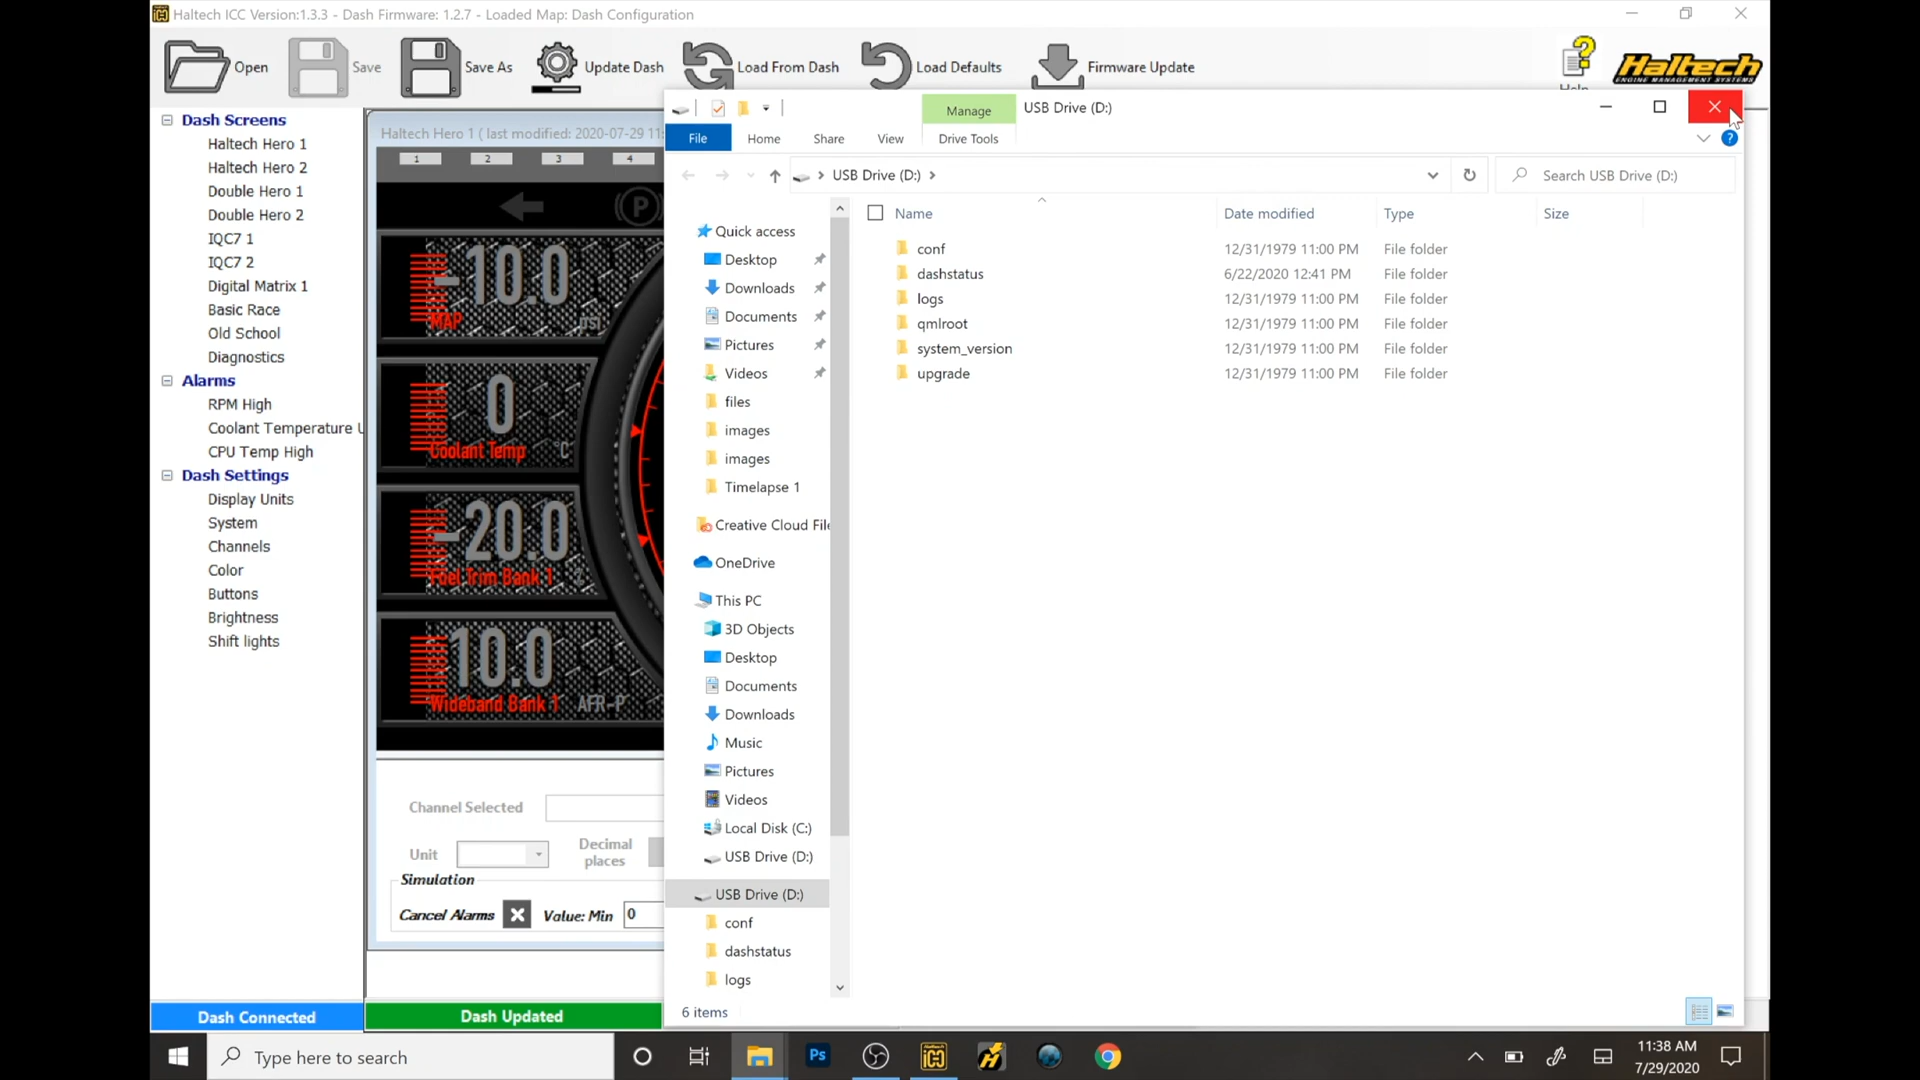 Haltech ICC Version:1.3.3 - Dash Firmware: 1.2.7 - Loaded Map: Dash Configuration
Open
Save
Save As
Update Dash
Load From Dash
Load Defaults
Firmware Update
Haltech
ENGINE MANAGEMENT SYSTEMS
Dash Screens
Haltech Hero 1
Haltech Hero 2
Double Hero 1
Double Hero 2
IQC7 1
IQC7 2
Digital Matrix 1
Basic Race
Old School
Diagnostics
Alarms
RPM High
Coolant Temperature
CPU Temp High
Dash Settings
Display Units
System
Channels
Color
Buttons
Brightness
Shift lights
Dash Connected
Haltech Hero 1 ( last modified: 2020-07-29 11:
1 2 3 4
P
-10.0
MAP psi
0
Coolant Temp °C
-20.0
Fuel Trim Bank 1
10.0
Wideband Bank 1 AFR-P
Channel Selected
Unit
Decimal
places
Simulation
Cancel Alarms
Value: Min 0
Dash Updated
Manage
USB Drive (D:)
File
Home
Share
View
Drive Tools
USB Drive (D:)
Search USB Drive (D:)
Quick access
Desktop
Downloads
Documents
Pictures
Videos
files
images
images
Timelapse 1
Creative Cloud File
OneDrive
This PC
3D Objects
Desktop
Documents
Downloads
Music
Pictures
Videos
Local Disk (C:)
USB Drive (D:)
USB Drive (D:)
conf
dashstatus
logs
Name Date modified Type Size
conf 12/31/1979 11:00 PM File folder
dashstatus 6/22/2020 12:41 PM File folder
logs 12/31/1979 11:00 PM File folder
qmlroot 12/31/1979 11:00 PM File folder
system_version 12/31/1979 11:00 PM File folder
upgrade 12/31/1979 11:00 PM File folder
6 items
Type here to search
Ps
11:38 AM
7/29/2020